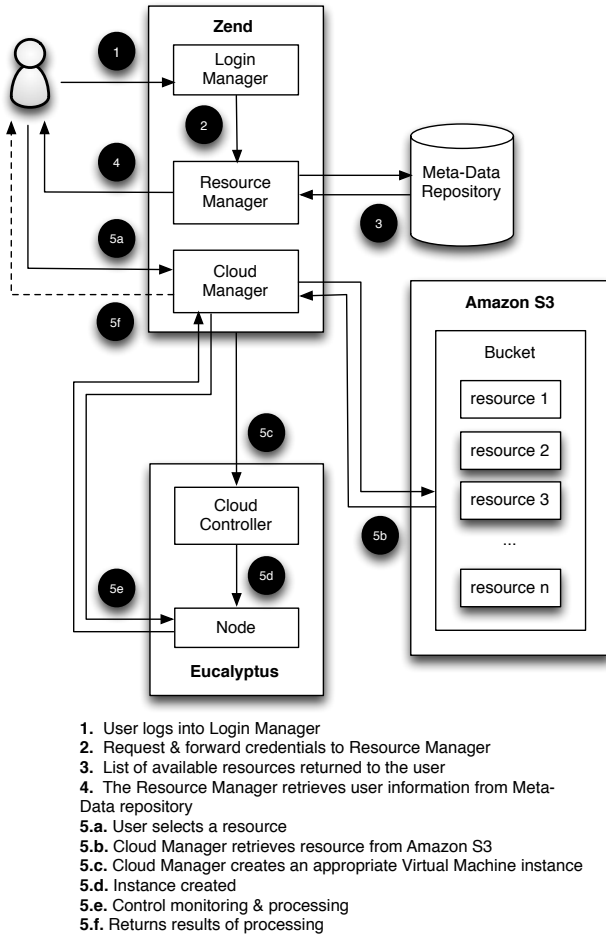 Zend
1
Login
Manager
2
4
Resource
Manager
Meta-Data
Repository
3
5a
Cloud
Manager
5f
Amazon S3
Bucket
resource 1
resource 2
resource 3
...
resource n
5b
5c
Cloud
Controller
5d
5e
Node
Eucalyptus
1. User logs into Login Manager
2. Request & forward credentials to Resource Manager
3. List of available resources returned to the user
4. The Resource Manager retrieves user information from Meta-
Data repository
5.a. User selects a resource
5.b. Cloud Manager retrieves resource from Amazon S3
5.c. Cloud Manager creates an appropriate Virtual Machine instance
5.d. Instance created
5.e. Control monitoring & processing
5.f. Returns results of processing